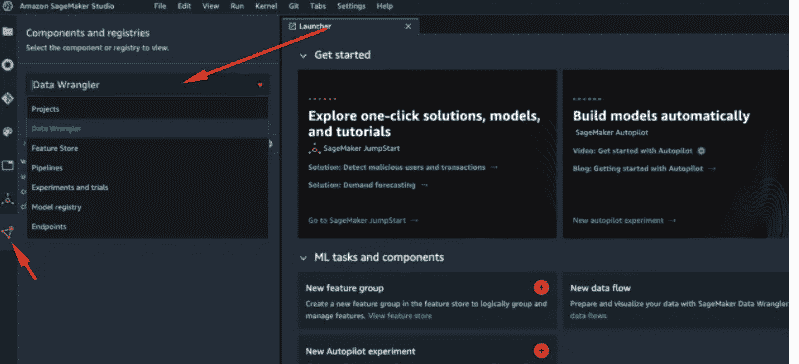 Amazon SageMaker Studio File Edit View Run Kernel Git Tabs Settings Help
Components and registries
Select the component or registry to view.
Data Wrangler
Projects
Data Wrangler
Feature Store
Pipelines
Experiments and trials
Model registry
Endpoints
Launcher
Get started
Explore one-click solutions, models,
and tutorials
SageMaker JumpStart
Solution: Detect malicious users and transactions →
Solution: Demand forecasting →
Go to SageMaker JumpStart →
Build models automatically
SageMaker Autopilot
Video: Get started with Autopilot
Blog: Getting started with Autopilot →
New autopilot experiment →
ML tasks and components
New feature group
Create a new feature group in the feature store to logically group and
manage features. View feature store
New data flow
Prepare and visualize your data with SageMaker Data Wrangler
data flows.
New Autopilot experiment